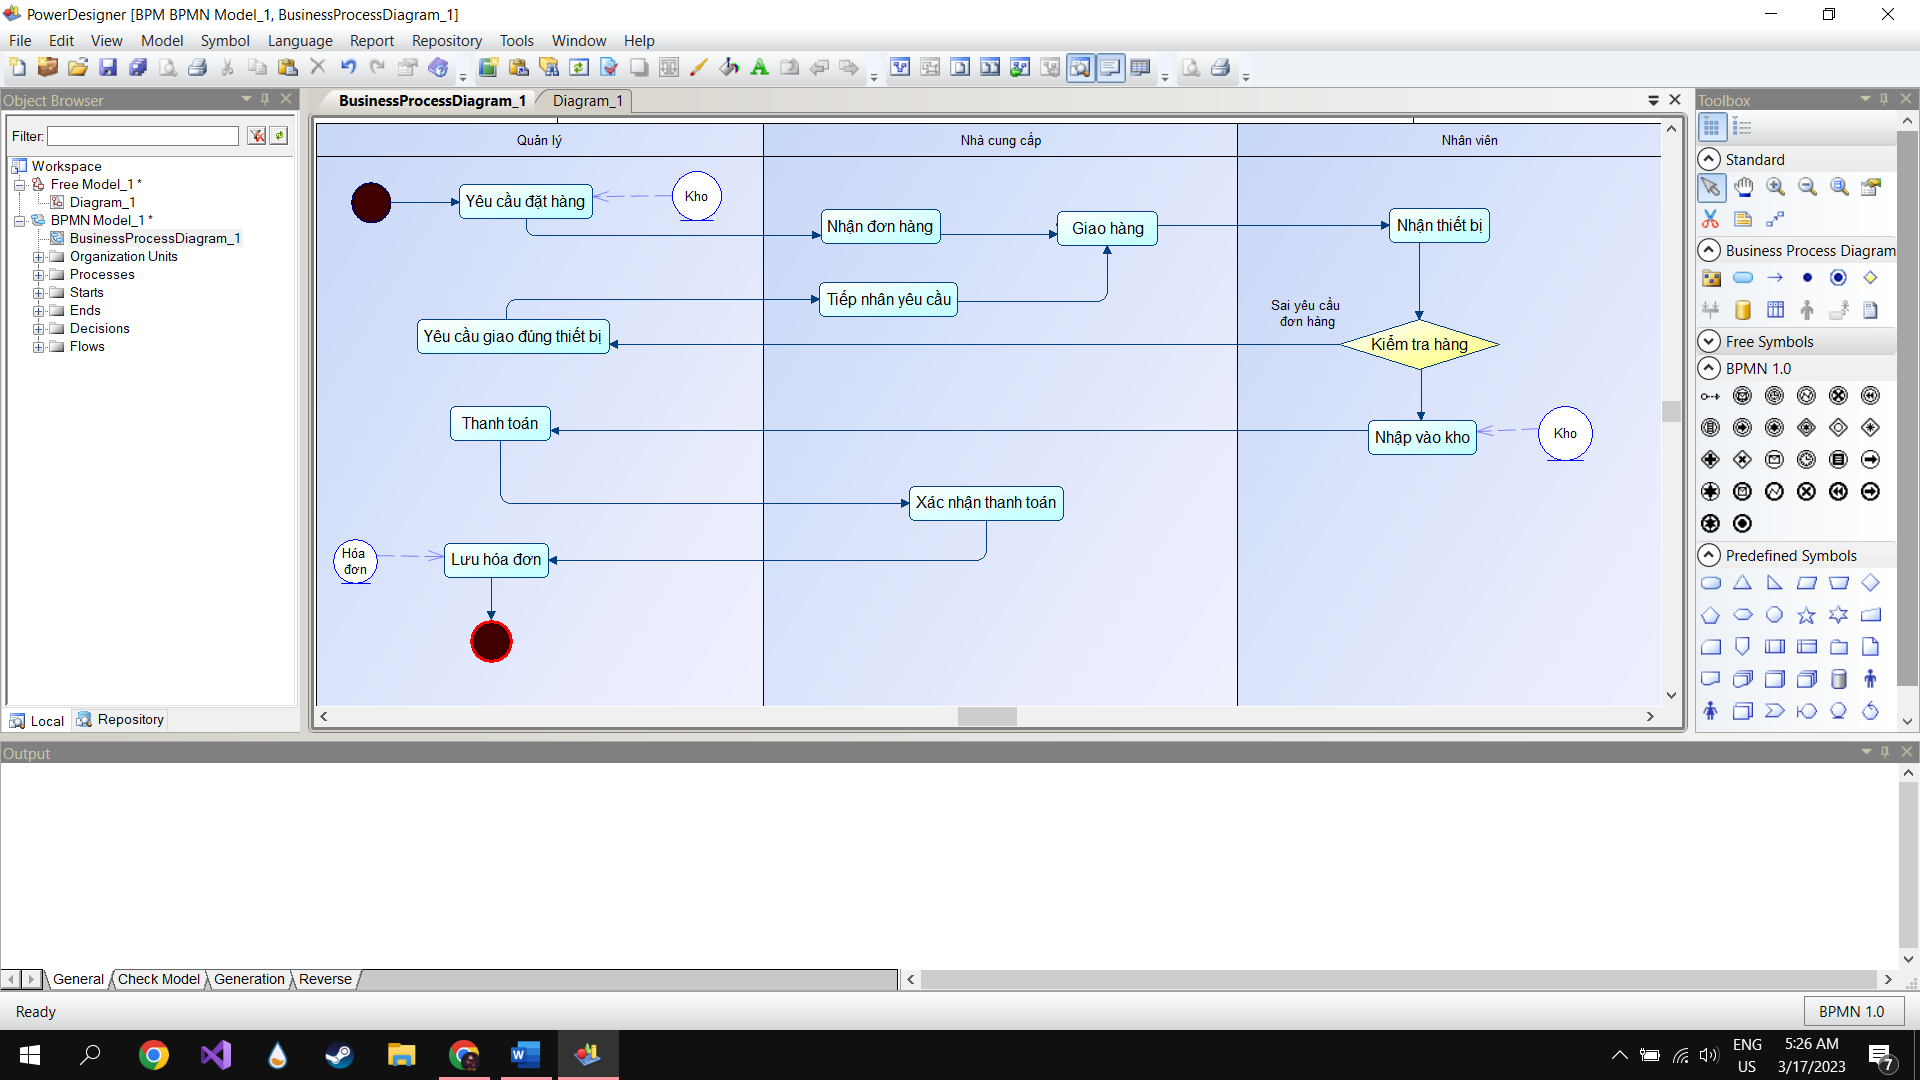 PowerDesigner [BPM BPMN Model_1, BusinessProcessDiagram_1]
File Edit View Model Symbol Language Report Repository Tools Window Help
Object Browser
Filter:
Workspace
Free Model_1 *
Diagram_1
BPMN Model_1 *
BusinessProcessDiagram_1
Organization Units
Processes
Starts
Ends
Decisions
Flows
Local Repository
BusinessProcessDiagram_1 Diagram_1
Quản lý Nhà cung cấp Nhân viên
Yêu cầu đặt hàng Kho
Nhận đơn hàng Giao hàng Nhận thiết bị
Tiếp nhân yêu cầu
Sai yêu cầu
đơn hàng
Yêu cầu giao đúng thiết bị
Kiểm tra hàng
Thanh toán
Nhập vào kho Kho
Xác nhận thanh toán
Hóa
đơn
Lưu hóa đơn
Toolbox
Standard
Business Process Diagram
Free Symbols
BPMN 1.0
Predefined Symbols
Output
General Check Model Generation Reverse
Ready BPMN 1.0
ENG
US
5:26 AM
3/17/2023
7